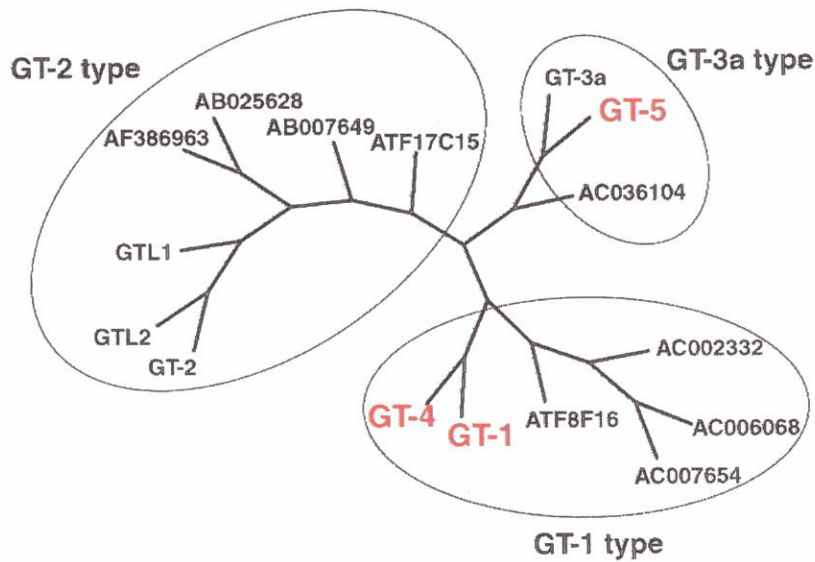 GT-2 type
GT-3a type
GT-3a
GT-5
AB025628
AB007649
AF386963
ATF17C15
AC036104
GTL1
GTL2
GT-2
AC002332
GT-4
GT-1
ATF8F16
AC006068
AC007654
GT-1 type